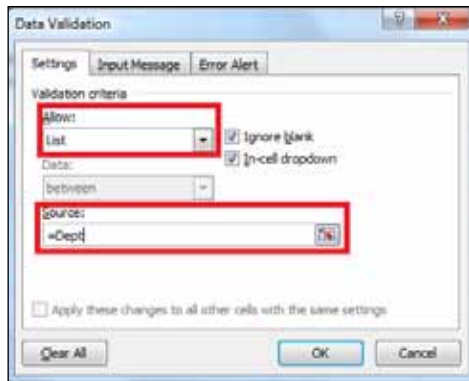 Data Validation
Settings Input Message Error Alert
Validation criteria
Allow:
List
Ignore blank
In-cell dropdown
Data:
between
Source:
=Dept
Apply these changes to all other cells with the same settings
Clear All OK Cancel